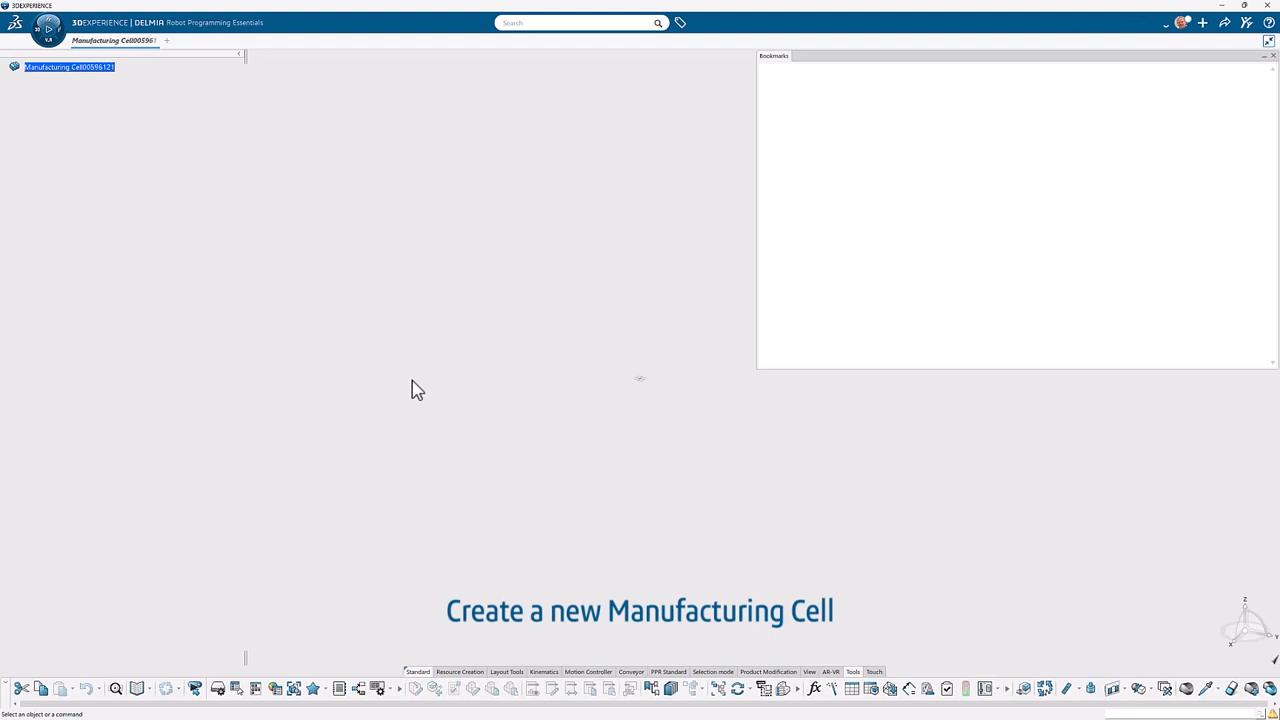 3DEXPERIENCE
3DEXPERIENCE | DELMIA Robot Programming Essentials
Search
3D
V.R
Manufacturing Cell00596
Manufacturing Cell00596121
Bookmarks
Create a new Manufacturing Cell
Z
Y
X
Standard Resource Creation Layout Tools Kinematics Motion Controller Conveyor PPR Standard Selection mode Product Modification View AR-VR Tools Touch
Select an object or a command